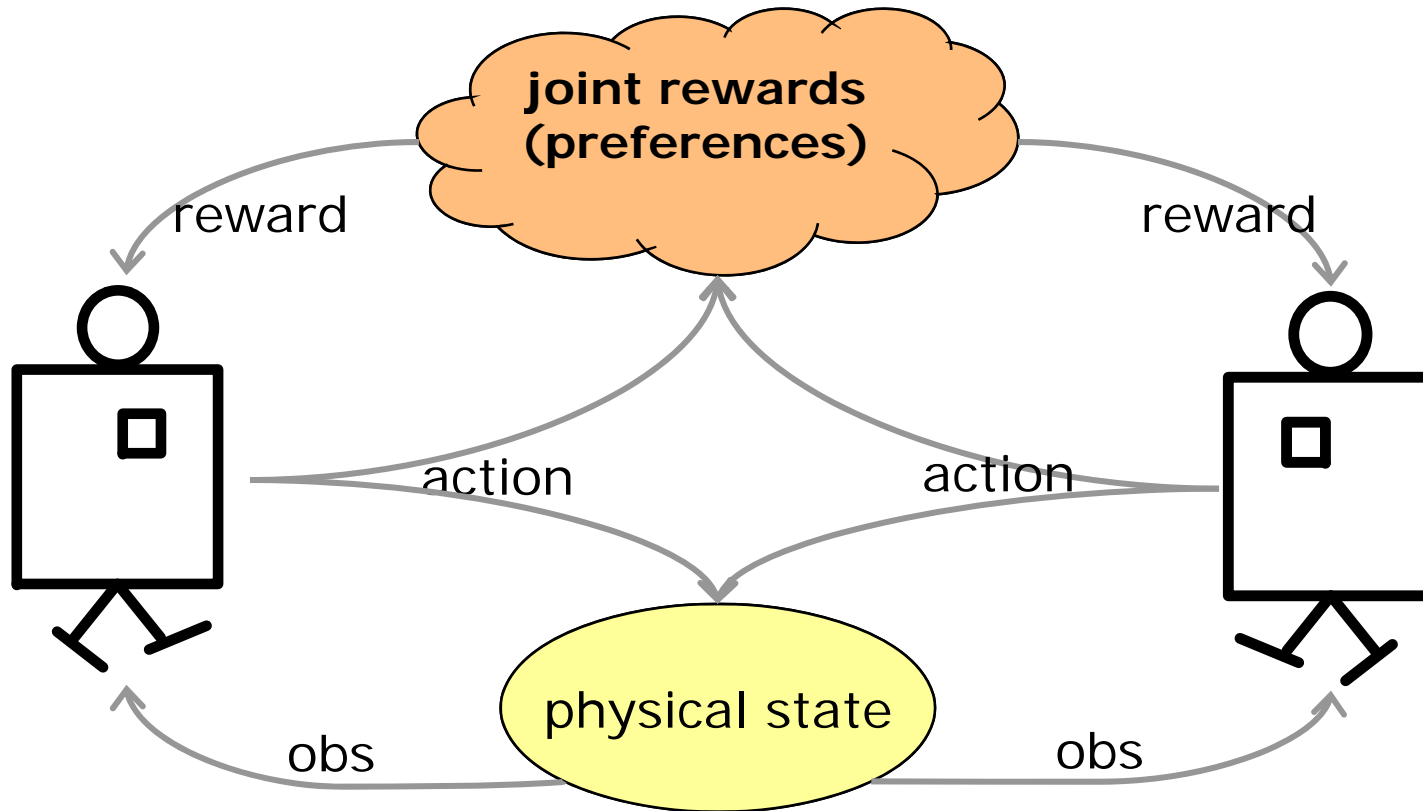 joint rewards
(preferences)
reward
reward
action
action
physical state
obs
obs